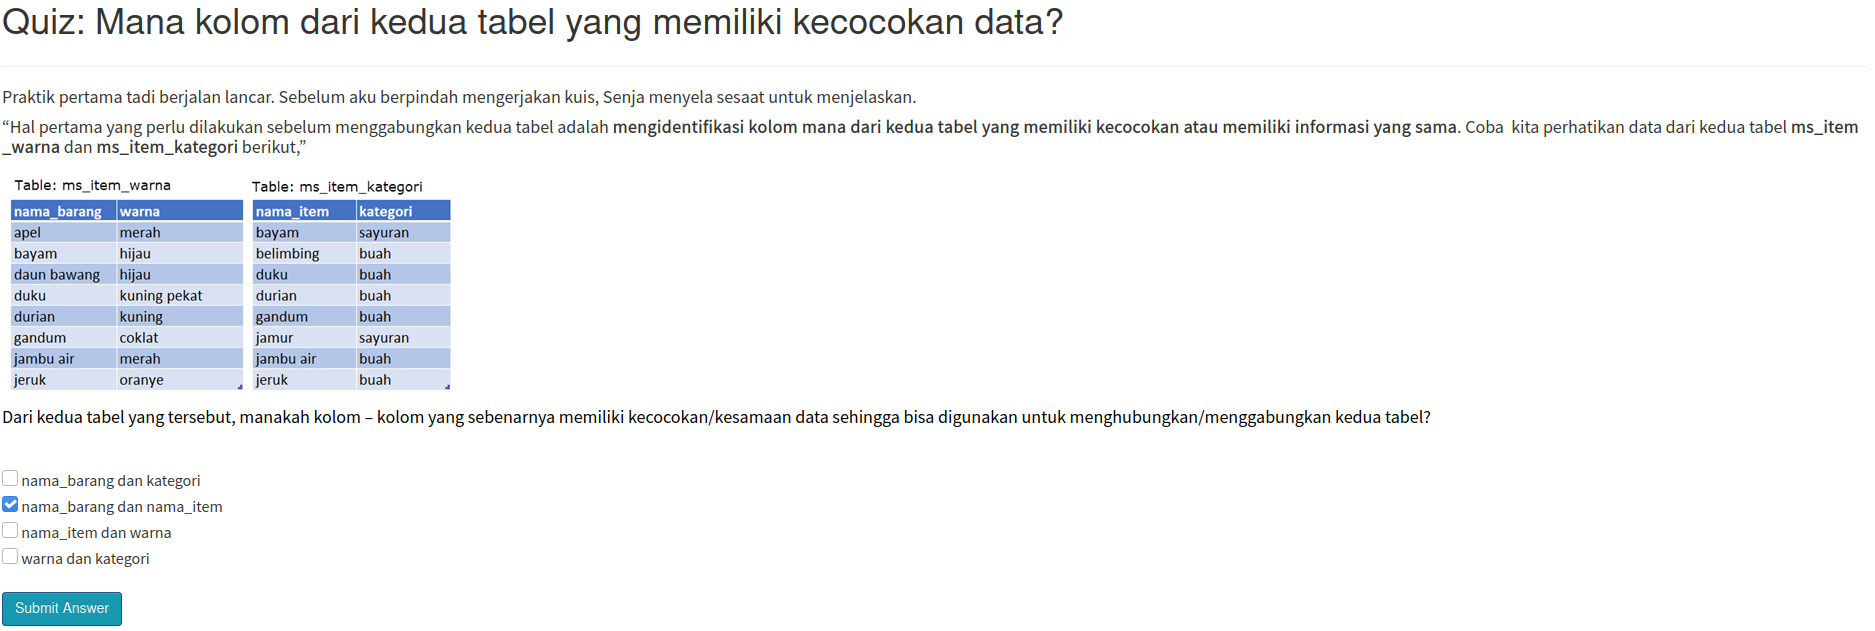 Quiz: Mana kolom dari kedua tabel yang memiliki kecocokan data?
Praktik pertama tadi berjalan lancar. Sebelum aku berpindah mengerjakan kuis, Senja menyela sesaat untuk menjelaskan.
“Hal pertama yang perlu dilakukan sebelum menggabungkan kedua tabel adalah mengidentifikasi kolom mana dari kedua tabel yang memiliki kecocokan atau memiliki informasi yang sama. Coba  kita perhatikan data dari kedua tabel ms_item
_warna dan ms_item_kategori berikut,”
Table: ms_item_warna
nama_barang warna
apel merah
bayam hijau
daun bawang hijau
duku kuning pekat
durian kuning
gandum coklat
jambu air merah
jeruk oranye
Table: ms_item_kategori
nama_item kategori
bayam sayuran
belimbing buah
duku buah
durian buah
gandum buah
jamur sayuran
jambu air buah
jeruk buah
Dari kedua tabel yang tersebut, manakah kolom – kolom yang sebenarnya memiliki kecocokan/kesamaan data sehingga bisa digunakan untuk menghubungkan/menggabungkan kedua tabel?
nama_barang dan kategori
nama_barang dan nama_item
nama_item dan warna
warna dan kategori
Submit Answer